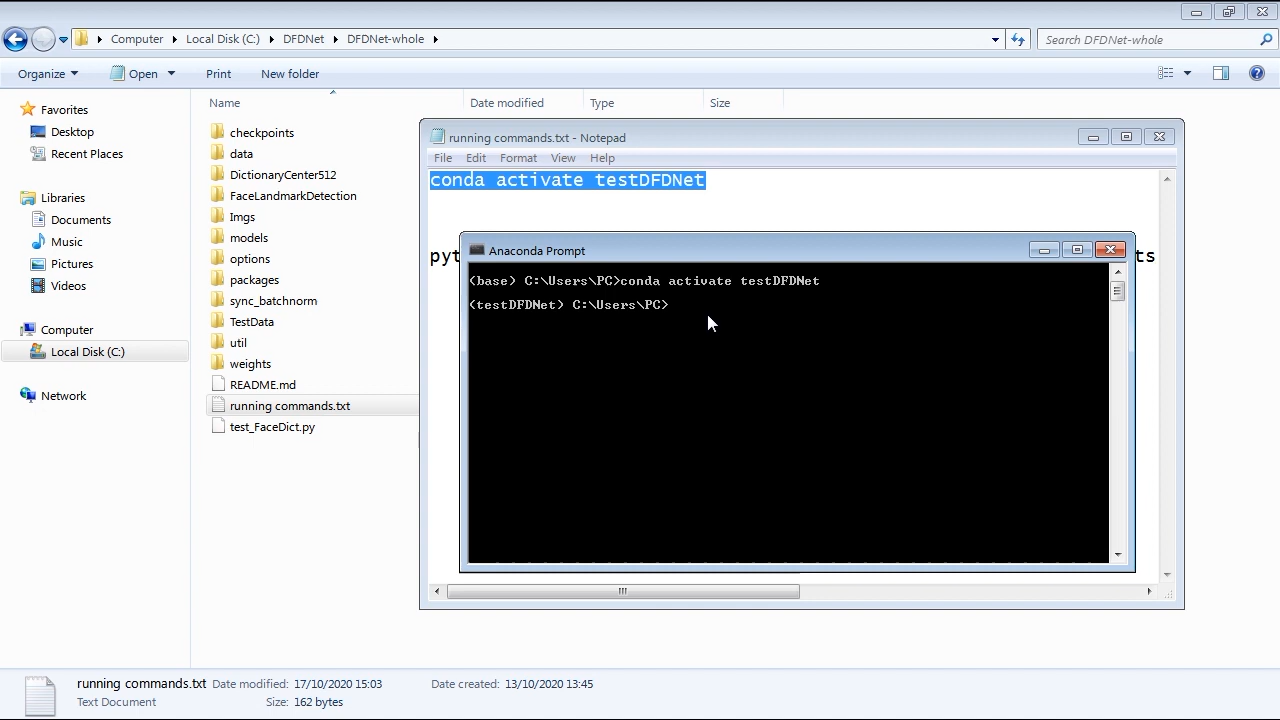 Computer ▸ Local Disk (C:) ▸ DFDNet ▸ DFDNet-whole ▸
Search DFDNet-whole
Organize Open Print New folder
Name Date modified Type Size
Favorites
Desktop
Recent Places
Libraries
Documents
Music
Pictures
Videos
Computer
Local Disk (C:)
Network
checkpoints
data
DictionaryCenter512
FaceLandmarkDetection
Imgs
models
options
packages
sync_batchnorm
TestData
util
weights
README.md
running commands.txt
test_FaceDict.py
running commands.txt - Notepad
File Edit Format View Help
conda activate testDFDNet
pyt
ts
Anaconda Prompt
(base) C:\Users\PC>conda activate testDFDNet
(testDFDNet) C:\Users\PC>
running commands.txt Date modified: 17/10/2020 15:03 Date created: 13/10/2020 13:45
Text Document Size: 162 bytes